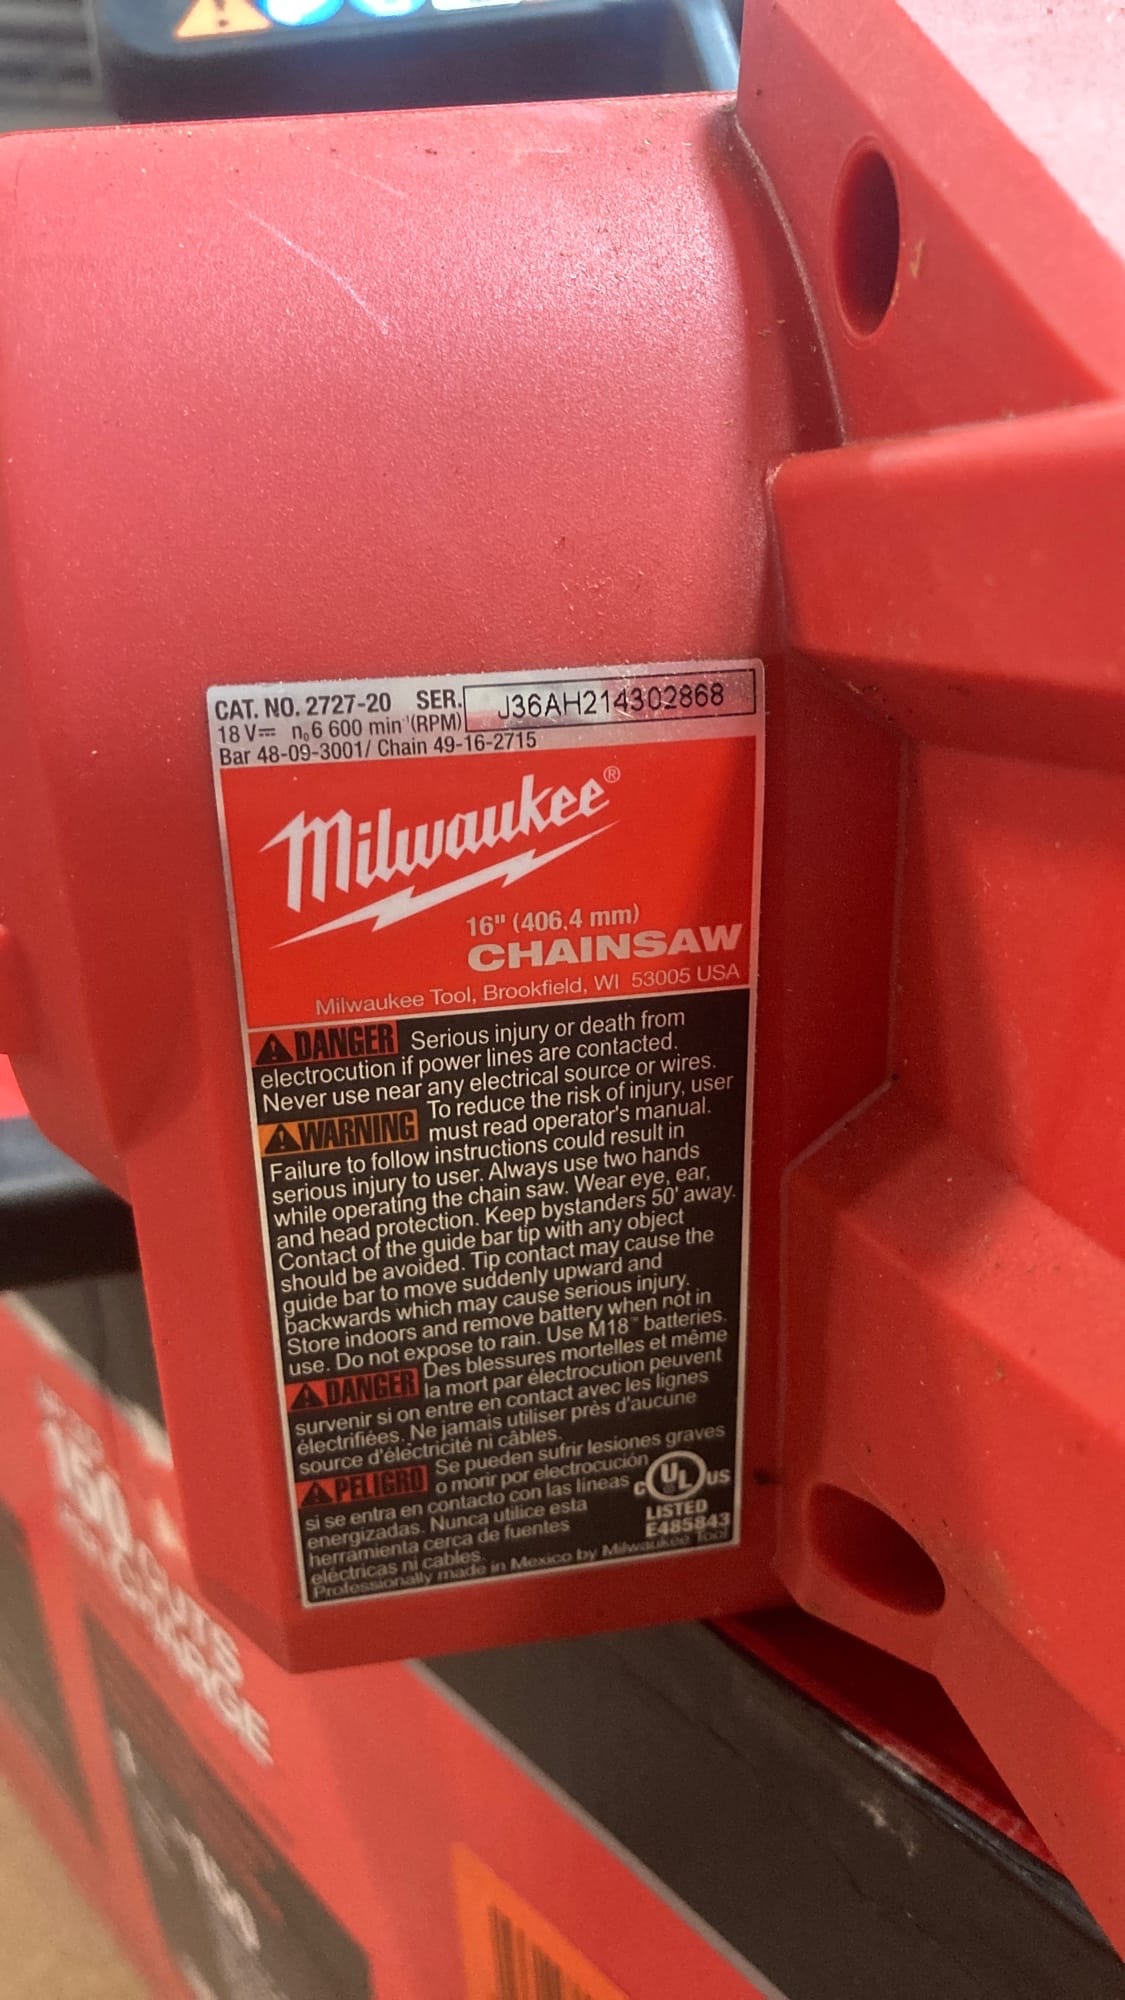 CAT. NO. 2727-20 SER. J36AH214302868
18 V⎓ n₀6 600 min⁻¹(RPM)
Bar 48-09-3001/ Chain 49-16-2715
Milwaukee®
16" (406,4 mm)
CHAINSAW
Milwaukee Tool, Brookfield, WI 53005 USA
DANGER Serious injury or death from
electrocution if power lines are contacted.
Never use near any electrical source or wires.
WARNING To reduce the risk of injury, user
must read operator's manual.
Failure to follow instructions could result in
serious injury to user. Always use two hands
while operating the chain saw. Wear eye, ear,
and head protection. Keep bystanders 50' away.
Contact of the guide bar tip with any object
should be avoided. Tip contact may cause the
guide bar to move suddenly upward and
backwards which may cause serious injury.
Store indoors and remove battery when not in
use. Do not expose to rain. Use M18™ batteries.
DANGER Des blessures mortelles et même
la mort par électrocution peuvent
survenir si on entre en contact avec les lignes
électrifiées. Ne jamais utiliser près d'aucune
source d'électricité ni câbles.
PELIGRO Se pueden sufrir lesiones graves
o morir por electrocución
si se entra en contacto con las líneas
energizadas. Nunca utilice esta
herramienta cerca de fuentes
eléctricas ni cables.
Professionally made in Mexico by Milwaukee Tool
C UL US
LISTED
E485843
150 CUTS
CHARGE